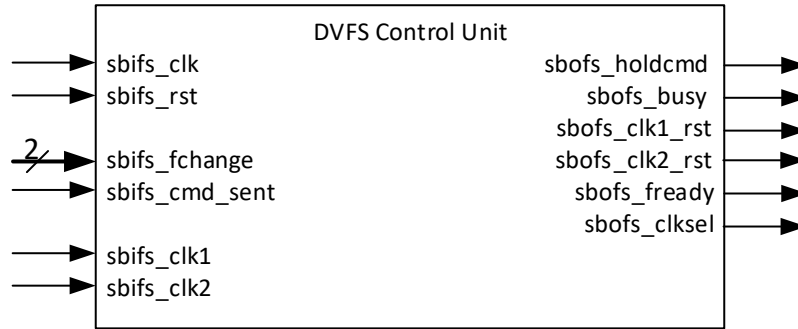 DVFS Control Unit
sbifs_clk
sbifs_rst
2
sbifs_fchange
sbifs_cmd_sent
sbifs_clk1
sbifs_clk2
sbofs_holdcmd
sbofs_busy
sbofs_clk1_rst
sbofs_clk2_rst
sbofs_fready
sbofs_clksel